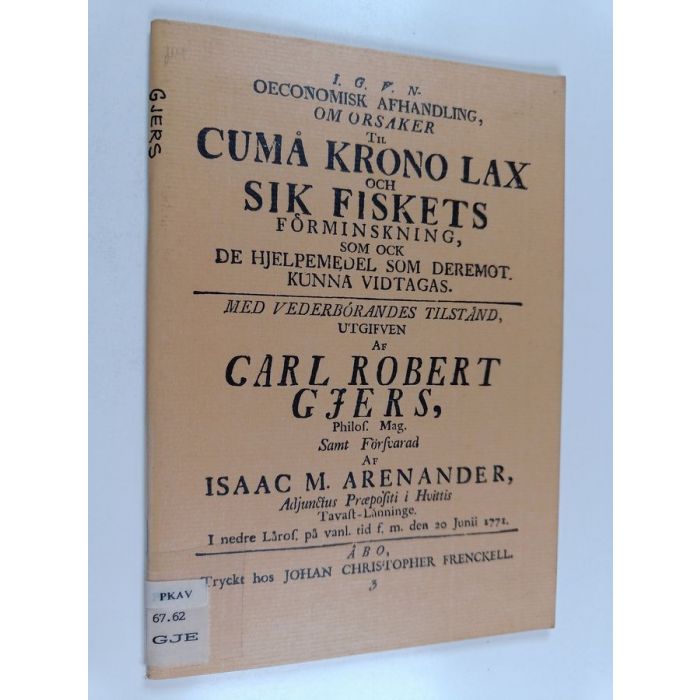 GJERS
I. G. F. N.
OECONOMISK AFHANDLING,
OM ORSAKER
TIL
CUMÅ KRONO LAX
OCH
SIK FISKETS
FÖRMINSKNING,
SOM OCK
DE HJELPEMEDEL SOM DEREMOT.
KUNNA VIDTAGAS.
MED VEDERBÖRANDES TILSTÅND,
UTGIFVEN
AF
CARL ROBERT
GJERS,
Philoſ. Mag.
Samt Förſvarad
AF
ISAAC M. ARENANDER,
Adjunctus Præpoſiti i Hvittis
Tavaſt-Länninge.
I nedre Låroſ. på vanl. tid f. m. den 20 Junii 1771.
ÅBO,
Tryckt hos JOHAN CHRISTOPHER FRENCKELL.
3
PKAV
67.62
GJE